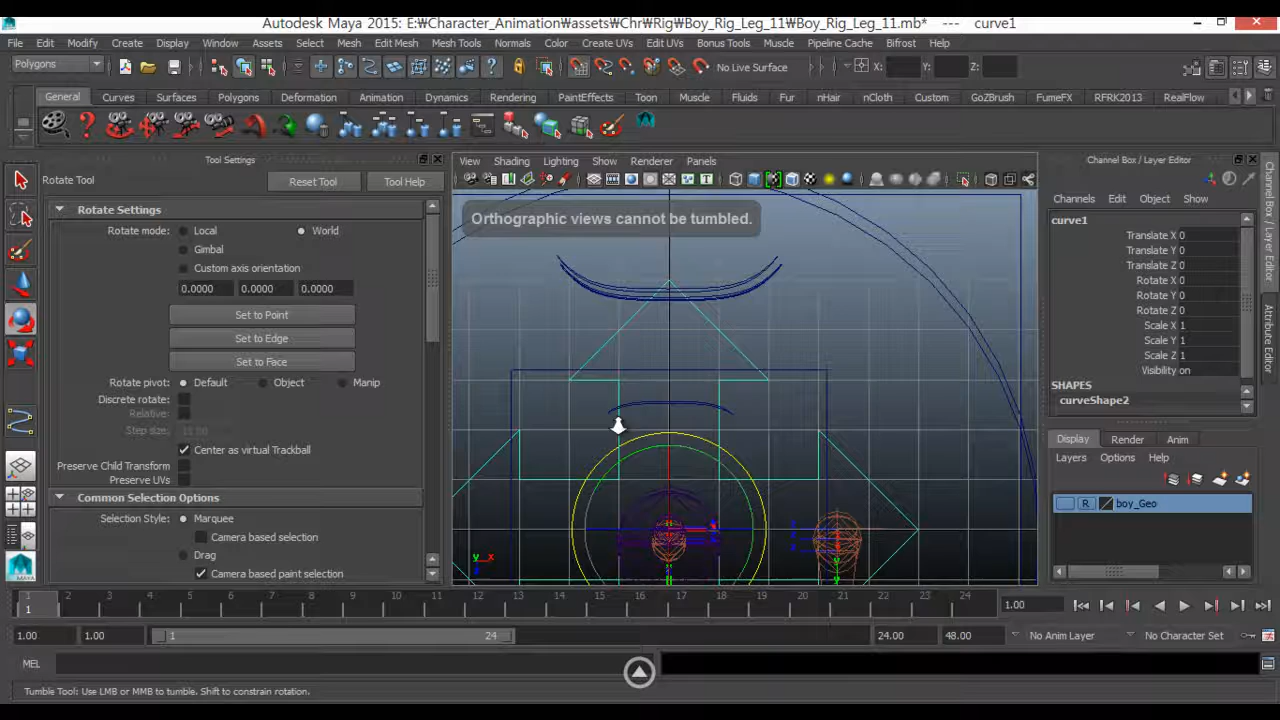 Autodesk Maya 2015: E:₩Character_Animation₩assets₩Chr₩Rig₩Boy_Rig_Leg_11₩Boy_Rig_Leg_11.mb* --- curve1
File Edit Modify Create Display Window Assets Select Mesh Edit Mesh Mesh Tools Normals Color Create UVs Edit UVs Bonus Tools Muscle Pipeline Cache Bifrost Help
Polygons No Live Surface X: Y: Z:
General Curves Surfaces Polygons Deformation Animation Dynamics Rendering PaintEffects Toon Muscle Fluids Fur nHair nCloth Custom GoZBrush FumeFX RFRK2013 RealFlow
Tool Settings
Rotate Tool Reset Tool Tool Help
Rotate Settings
Rotate mode: Local World
Gimbal
Custom axis orientation
0.0000 0.0000 0.0000
Set to Point
Set to Edge
Set to Face
Rotate pivot: Default Object Manip
Discrete rotate:
Relative:
Step size:
Center as virtual Trackball
Preserve Child Transform
Preserve UVs
Common Selection Options
Selection Style: Marquee
Camera based selection
Drag
Camera based paint selection
View Shading Lighting Show Renderer Panels
Orthographic views cannot be tumbled.
y x
Channel Box / Layer Editor
Channels Edit Object Show
curve1
Translate X 0
Translate Y 0
Translate Z 0
Rotate X 0
Rotate Y 0
Rotate Z 0
Scale X 1
Scale Y 1
Scale Z 1
Visibility on
SHAPES
curveShape2
Display Render Anim
Layers Options Help
R boy_Geo
Channel Box / Layer Editor
Attribute Editor
1 2 3 4 5 6 7 8 9 10 11 12 13 14 15 16 17 18 19 20 21 22 23 24
1 1.00
1.00 1.00 1 24 24.00 48.00 No Anim Layer No Character Set
MEL
Tumble Tool: Use LMB or MMB to tumble. Shift to constrain rotation.